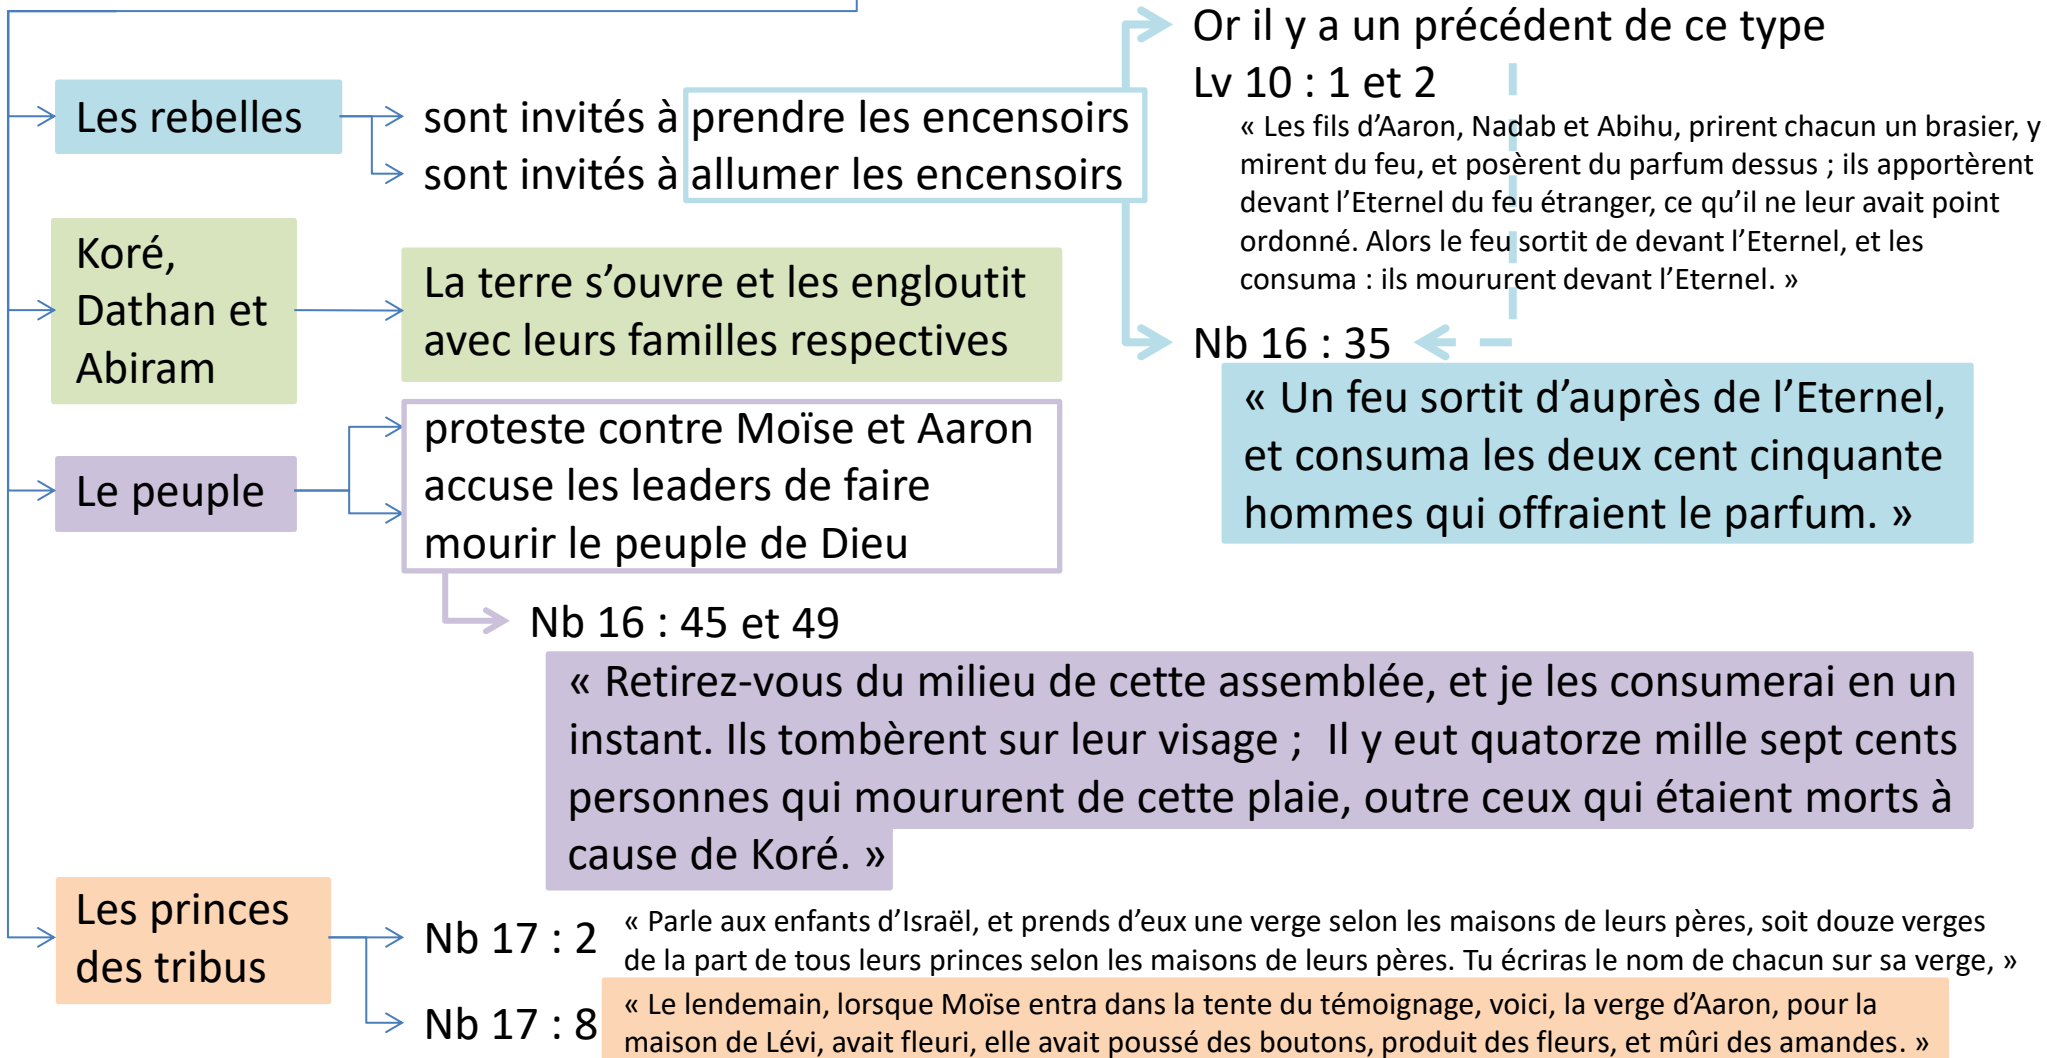 Or il y a un précédent de ce type
Lv 10 : 1 et 2
« Les fils d’Aaron, Nadab et Abihu, prirent chacun un brasier, y
mirent du feu, et posèrent du parfum dessus ; ils apportèrent
devant l’Eternel du feu étranger, ce qu’il ne leur avait point
ordonné. Alors le feu sortit de devant l’Eternel, et les
consuma : ils moururent devant l’Eternel. »
Les rebelles
sont invités à prendre les encensoirs
sont invités à allumer les encensoirs
Nb 16 : 35
« Un feu sortit d’auprès de l’Eternel,
et consuma les deux cent cinquante
hommes qui offraient le parfum. »
Koré,
Dathan et
Abiram
La terre s’ouvre et les engloutit
avec leurs familles respectives
Le peuple
proteste contre Moïse et Aaron
accuse les leaders de faire
mourir le peuple de Dieu
Nb 16 : 45 et 49
« Retirez-vous du milieu de cette assemblée, et je les consumerai en un
instant. Ils tombèrent sur leur visage ; Il y eut quatorze mille sept cents
personnes qui moururent de cette plaie, outre ceux qui étaient morts à
cause de Koré. »
Les princes
des tribus
Nb 17 : 2
« Parle aux enfants d’Israël, et prends d’eux une verge selon les maisons de leurs pères, soit douze verges
de la part de tous leurs princes selon les maisons de leurs pères. Tu écriras le nom de chacun sur sa verge, »
Nb 17 : 8
« Le lendemain, lorsque Moïse entra dans la tente du témoignage, voici, la verge d’Aaron, pour la
maison de Lévi, avait fleuri, elle avait poussé des boutons, produit des fleurs, et mûri des amandes. »